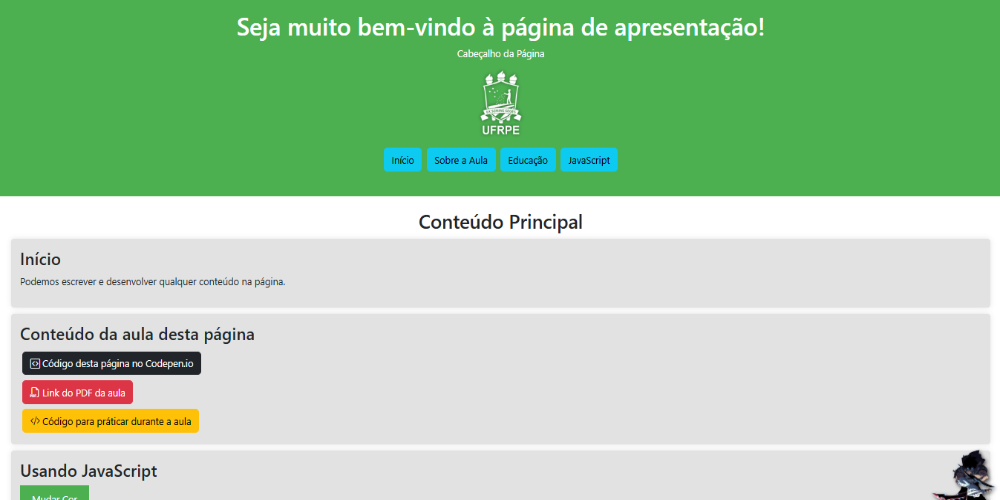 Seja muito bem-vindo à página de apresentação!
Cabeçalho da Página
UFRPE
Início
Sobre a Aula
Educação
JavaScript
Conteúdo Principal
Início
Podemos escrever e desenvolver qualquer conteúdo na página.
Conteúdo da aula desta página
Código desta página no Codepen.io
Link do PDF da aula
Código para práticar durante a aula
Usando JavaScript
Mudar Cor